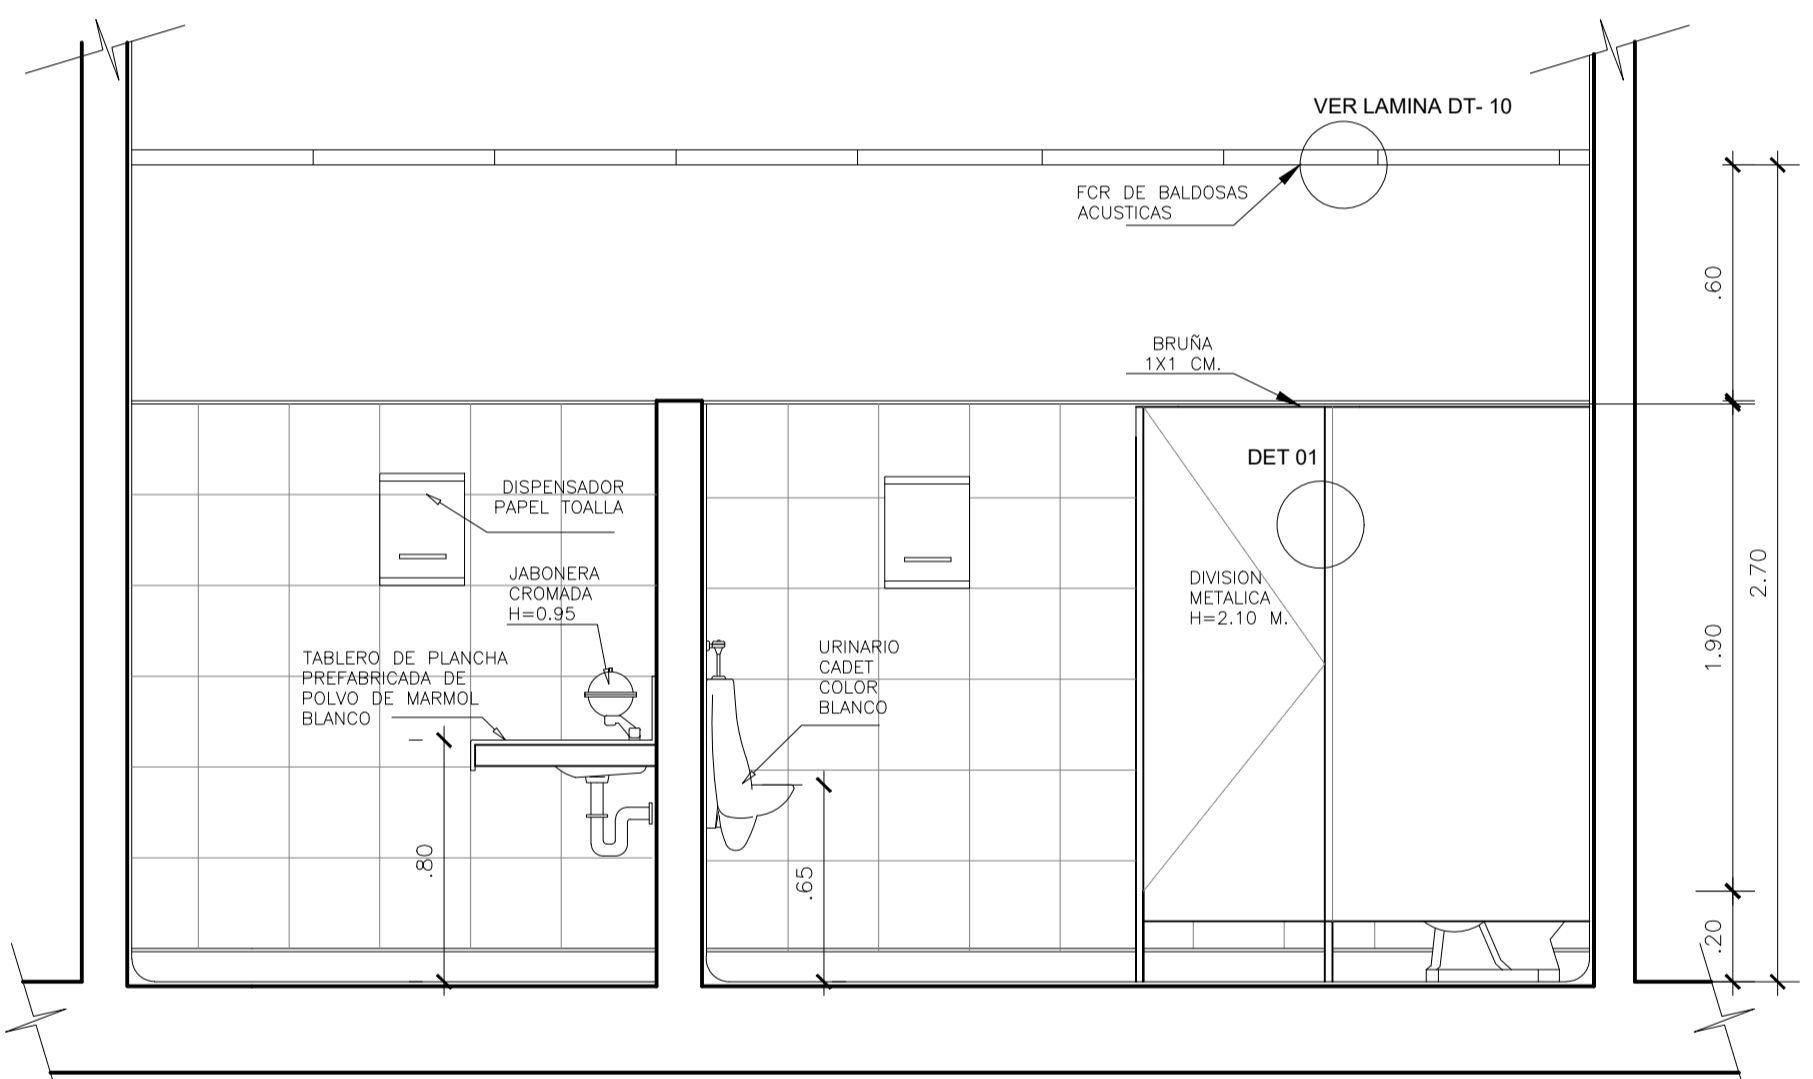 VER LAMINA DT- 10
FCR DE BALDOSAS
ACUSTICAS
.60
BRUÑA
1X1 CM.
DET 01
DISPENSADOR
PAPEL TOALLA
JABONERA
CROMADA
H=0.95
DIVISION
METALICA
H=2.10 M.
2.70
1.90
URINARIO
CADET
COLOR
BLANCO
TABLERO DE PLANCHA
PREFABRICADA DE
POLVO DE MARMOL
BLANCO
.80
.65
.20